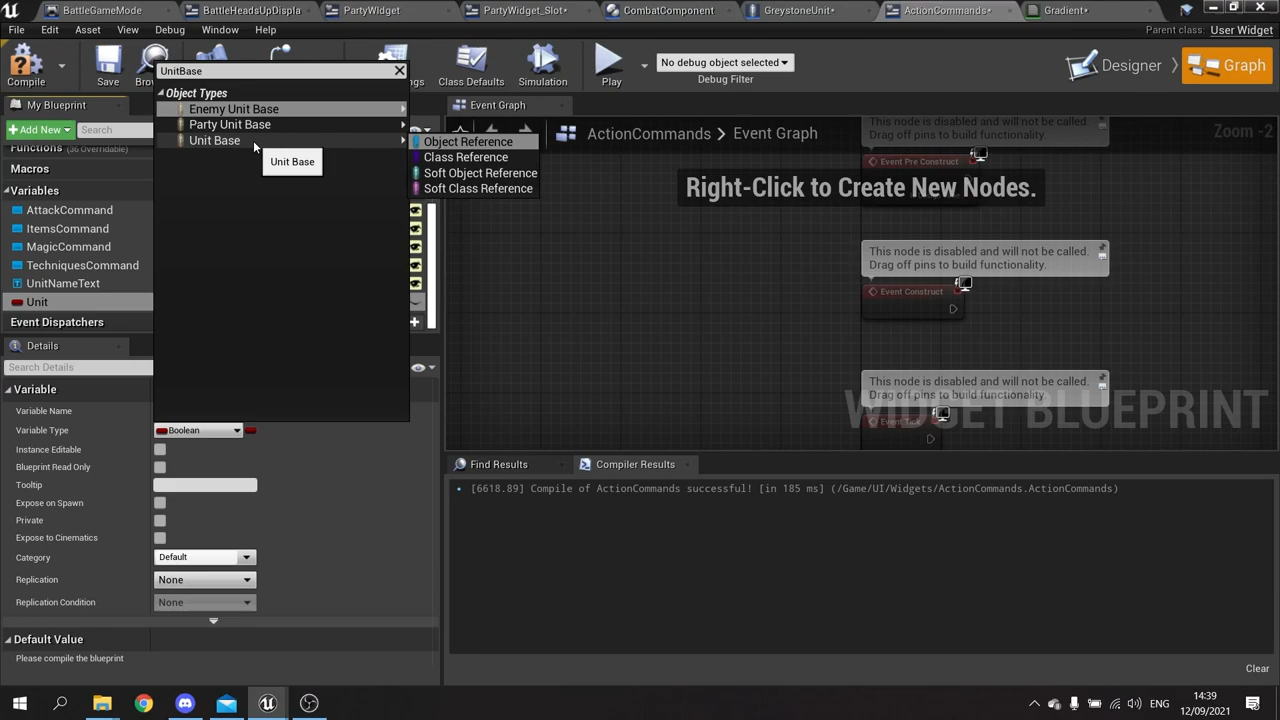 BattleGameMode
BattleHeadsUpDispla
PartyWIdget
PartyWidget_Slot*
CombatComponent
GreystoneUnit*
ActionCommands*
Gradient*
File
Edit
Asset
View
Debug
Window
Help
Parent class: User Widget
Compile
Save
Brow
gs
Class Defaults
Simulation
Play
No debug object selected
Debug Filter
Designer
Graph
UnitBase
Object Types
Enemy Unit Base
Party Unit Base
Unit Base
Unit Base
Object Reference
Class Reference
Soft Object Reference
Soft Class Reference
My Blueprint
Add New
Search
Functions (36 Overridable)
Macros
Variables
AttackCommand
ItemsCommand
MagicCommand
TechniquesCommand
UnitNameText
Unit
Event Dispatchers
Details
Search Details
Variable
Variable Name
Variable Type
Boolean
Instance Editable
Blueprint Read Only
Tooltip
Expose on Spawn
Private
Expose to Cinematics
Category
Default
Replication
None
Replication Condition
None
Default Value
Please compile the blueprint
Event Graph
ActionCommands
Event Graph
Zoom -2
Right-Click to Create New Nodes.
This node is disabled and will not be called.
Drag off pins to build functionality.
Event Pre Construct
This node is disabled and will not be called.
Drag off pins to build functionality.
Event Construct
This node is disabled and will not be called.
Drag off pins to build functionality.
Event Tick
WIDGET BLUEPRINT
Find Results
Compiler Results
[6618.89] Compile of ActionCommands successful! [in 185 ms] (/Game/UI/Widgets/ActionCommands.ActionCommands)
Clear
ENG
14:39
12/09/2021